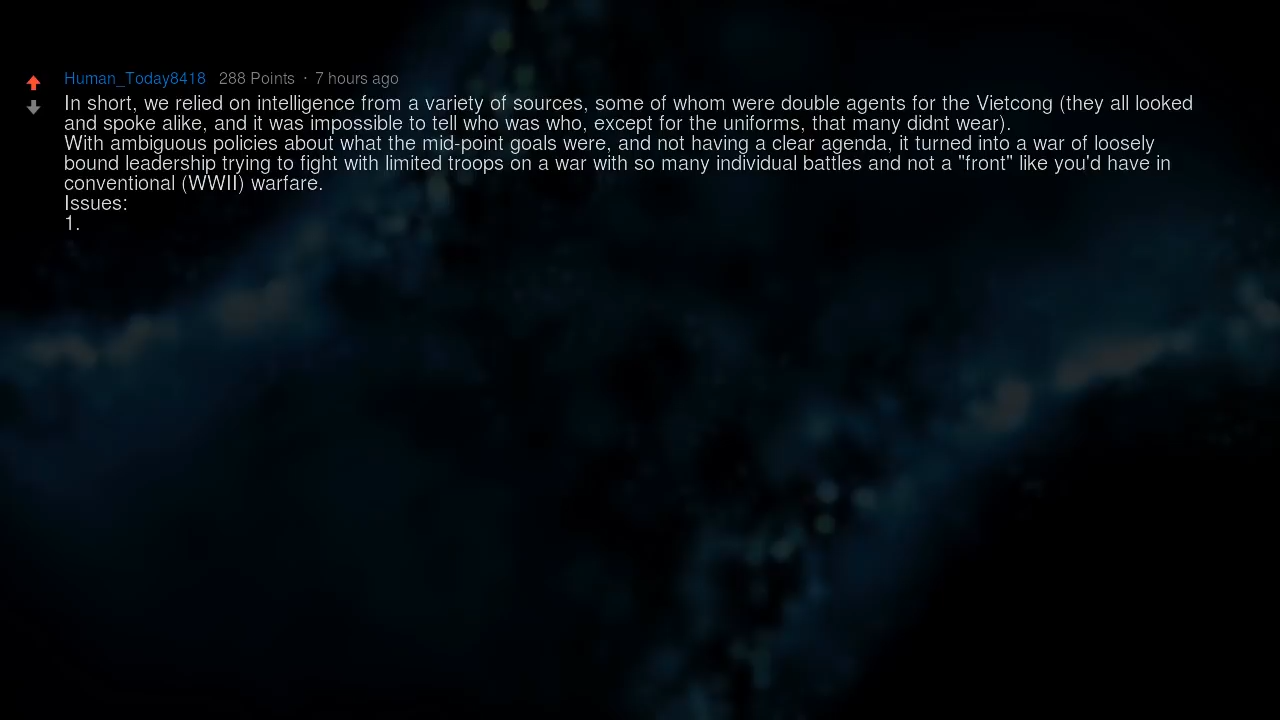 Human_Today8418 288 Points · 7 hours ago
In short, we relied on intelligence from a variety of sources, some of whom were double agents for the Vietcong (they all looked
and spoke alike, and it was impossible to tell who was who, except for the uniforms, that many didnt wear).
With ambiguous policies about what the mid-point goals were, and not having a clear agenda, it turned into a war of loosely
bound leadership trying to fight with limited troops on a war with so many individual battles and not a "front" like you'd have in
conventional (WWII) warfare.
Issues:
1.